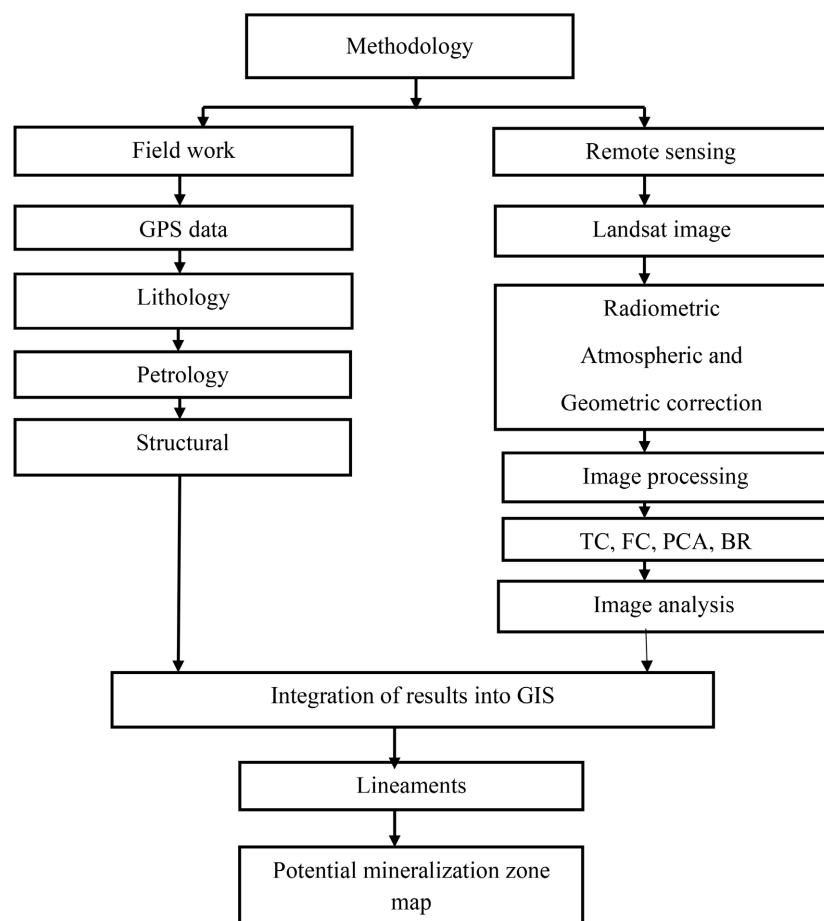 Methodology
Field work
GPS data
Lithology
Petrology
Structural
Remote sensing
Landsat image
Radiometric
Atmospheric and
Geometric correction
Image processing
TC, FC, PCA, BR
Image analysis
Integration of results into GIS
Lineaments
Potential mineralization zone
map